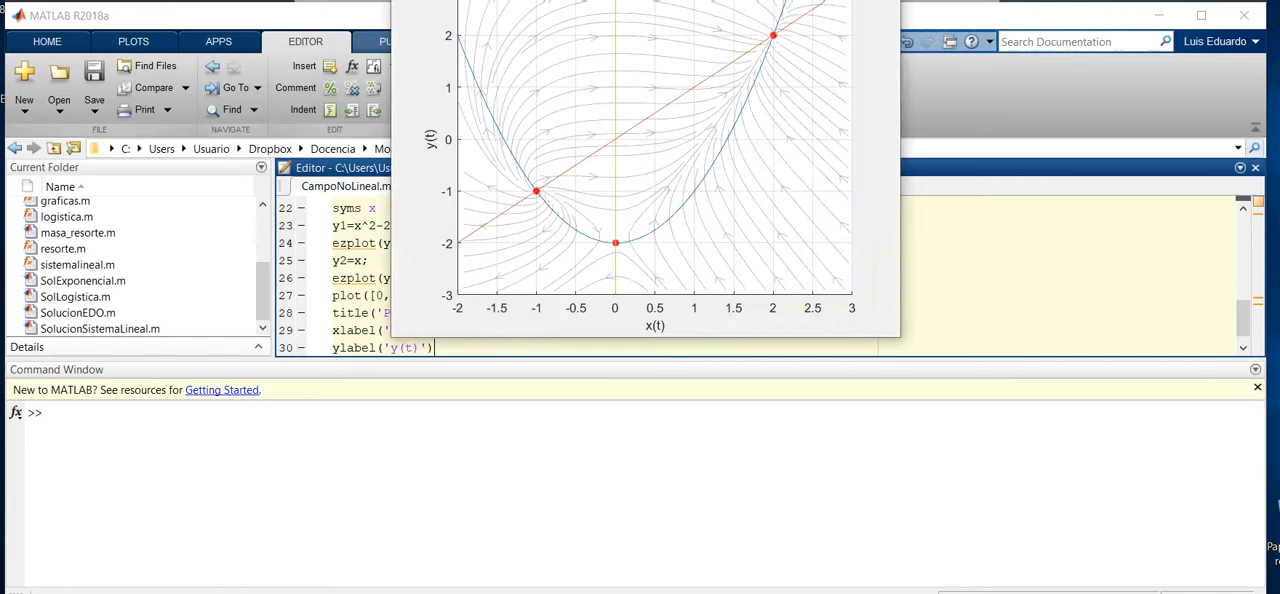 MATLAB R2018a
HOME PLOTS APPS EDITOR PU
Search Documentation Luis Eduardo
New Open Save
Find Files
Compare
Print
Go To
Find
Insert
Comment
Indent
FILE NAVIGATE EDIT
C: Users Usuario Dropbox Docencia Mo
Current Folder
Name
graficas.m
logistica.m
masa_resorte.m
resorte.m
sistemalineal.m
SolExponencial.m
SolLogistica.m
SolucionEDO.m
SolucionSistemaLineal.m
Details
Editor - C:\Users\Us
CampoNoLineal.m
22 - syms x
23 - y1=x^2-2
24 - ezplot(y
25 - y2=x;
26 - ezplot(y
27 - plot([0,
28 - title('P
29 - xlabel('
30 - ylabel('y(t)')
2
1
0
-1
-2
-3
y(t)
-2 -1.5 -1 -0.5 0 0.5 1 1.5 2 2.5 3
x(t)
Command Window
New to MATLAB? See resources for Getting Started.
fx >>